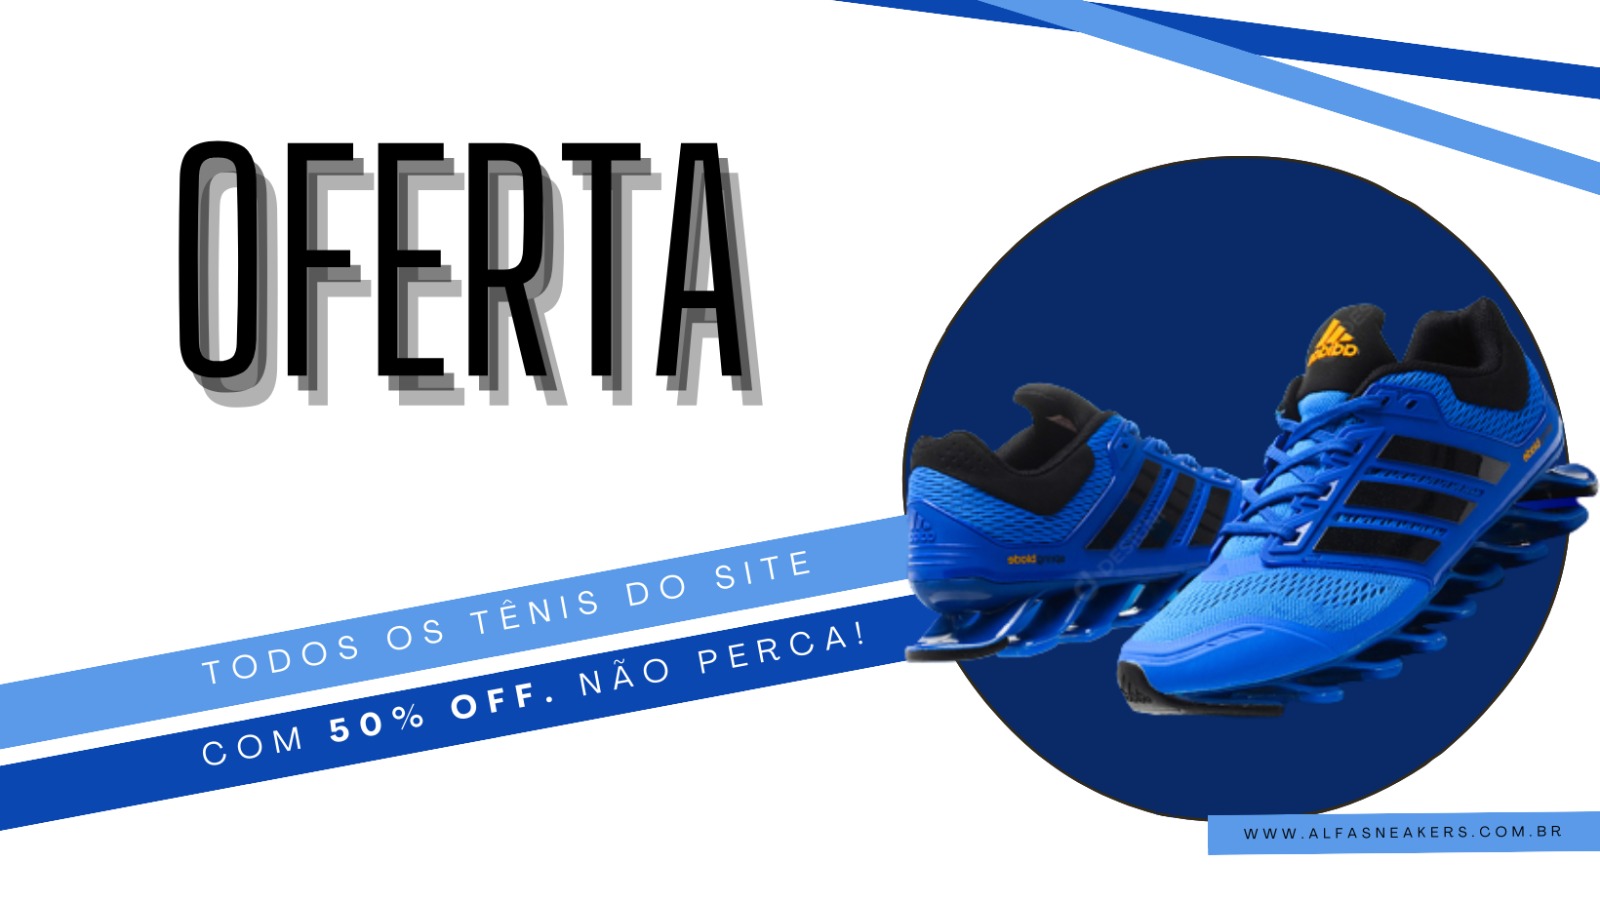 OFERTA
TODOS OS TÊNIS DO SITE
COM 50% OFF. NÃO PERCA!
WWW.ALFASNEAKERS.COM.BR